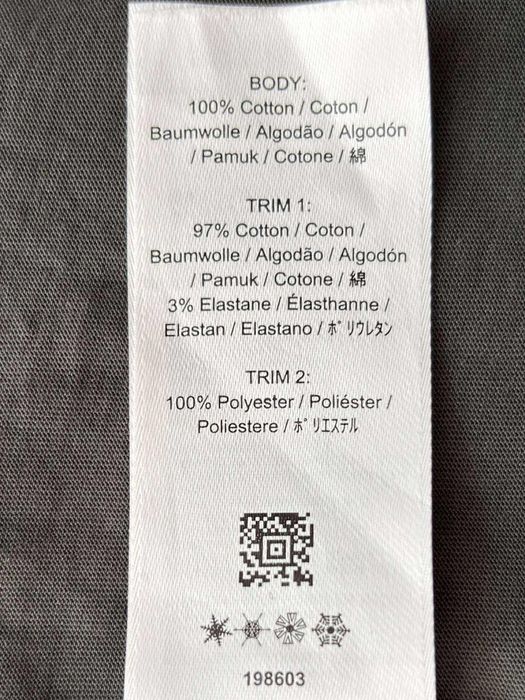 BODY:
100% Cotton / Coton /
Baumwolle / Algodão / Algodón
/ Pamuk / Cotone / 綿
TRIM 1:
97% Cotton / Coton /
Baumwolle / Algodão / Algodón
/ Pamuk / Cotone / 綿
3% Elastane / Élasthanne /
Elastan / Elastano / ﾎﾟﾘｳﾚﾀﾝ
TRIM 2:
100% Polyester / Poliéster /
Poliestere / ﾎﾟﾘｴｽﾃﾙ
198603